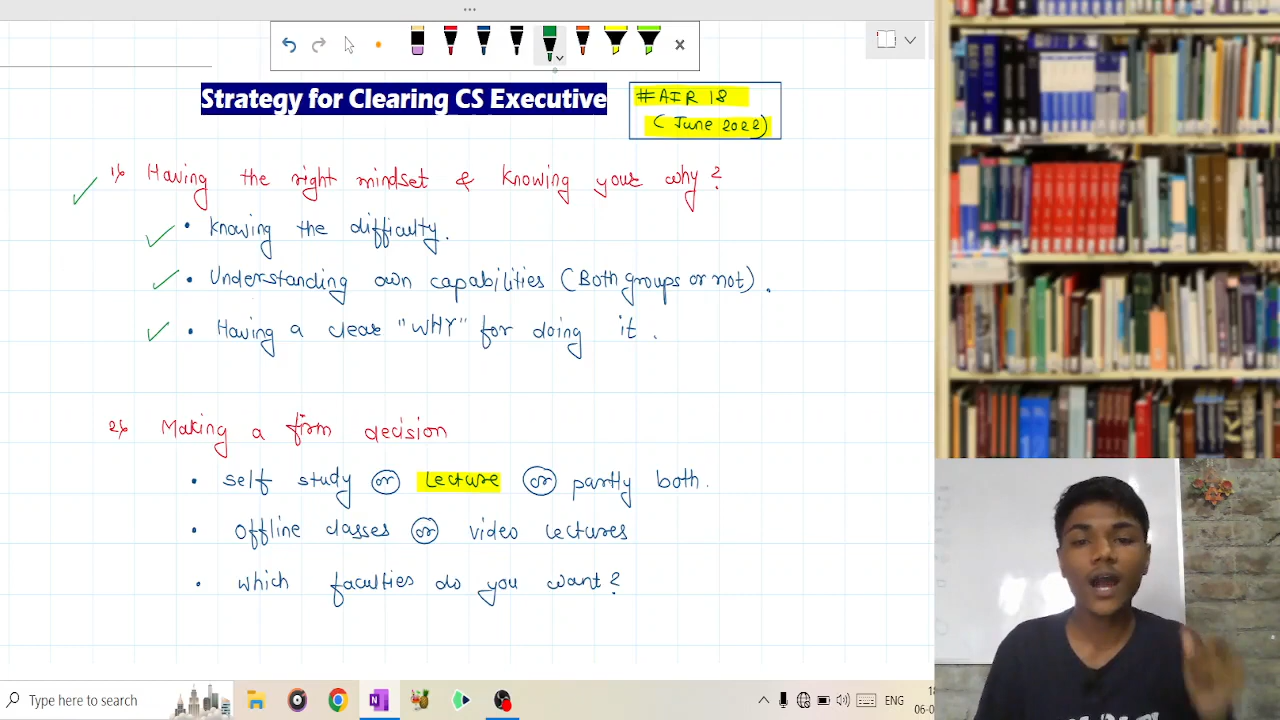 Strategy for Clearing CS Executive
#AIR 18
(June 2022)
1) Having the right mindset & knowing your why?
• Knowing the difficulty.
• Understanding own capabilities (Both groups or not).
• Having a clear "WHY" for doing it.
2) Making a firm decision
• self study or Lecture or partly both.
• offline classes or video lectures
• which faculties do you want?
Type here to search
ENG